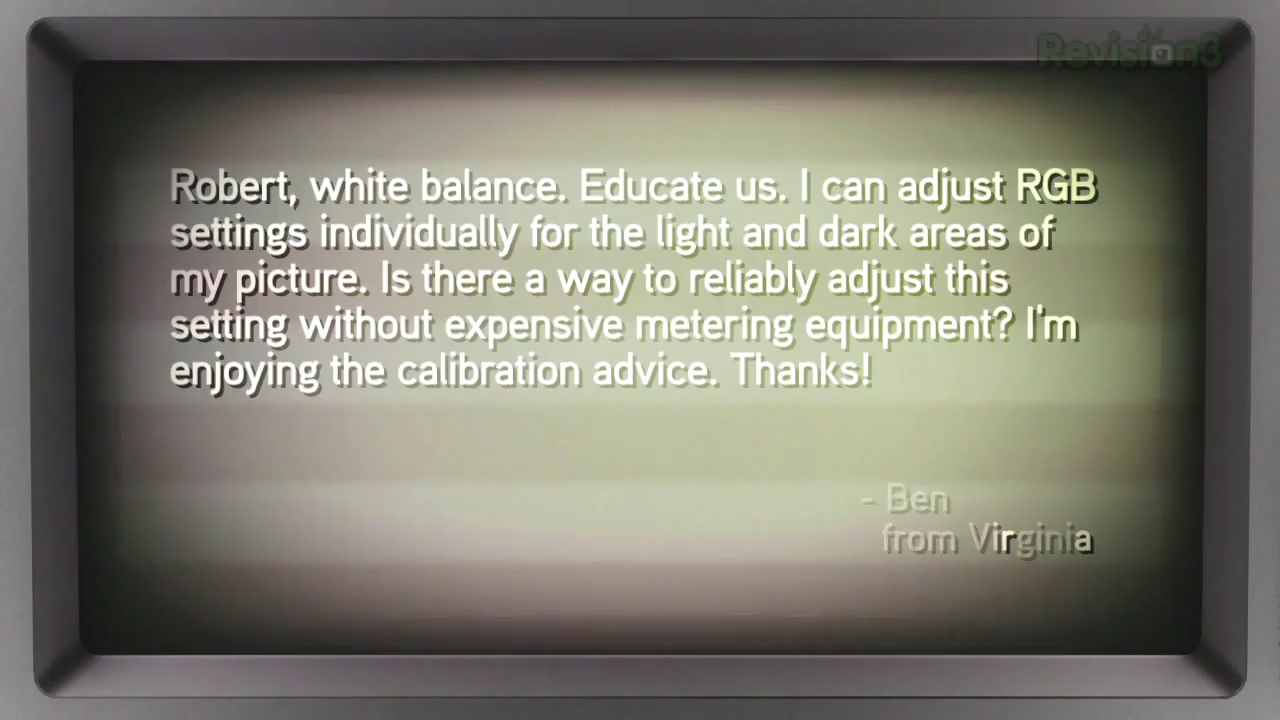 Revision3
Robert, white balance. Educate us. I can adjust RGB
settings individually for the light and dark areas of
my picture. Is there a way to reliably adjust this
setting without expensive metering equipment? I'm
enjoying the calibration advice. Thanks!
- Ben
from Virginia